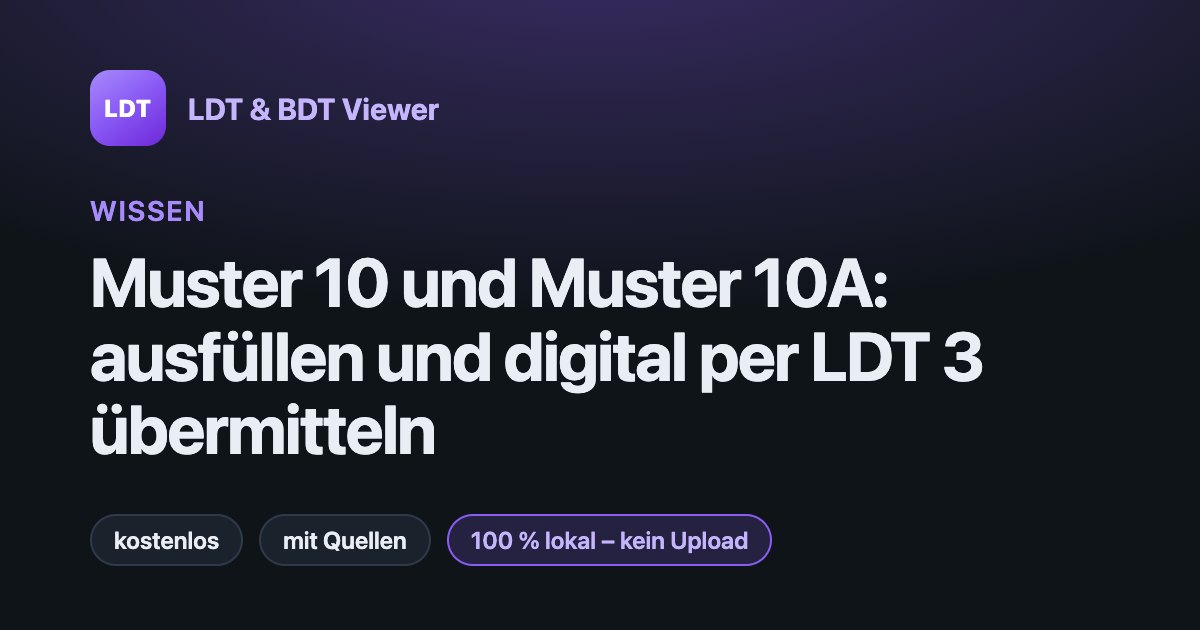 LDT
LDT & BDT Viewer
WISSEN
Muster 10 und Muster 10A:
ausfüllen und digital per LDT 3
übermitteln
kostenlos
mit Quellen
100 % lokal – kein Upload